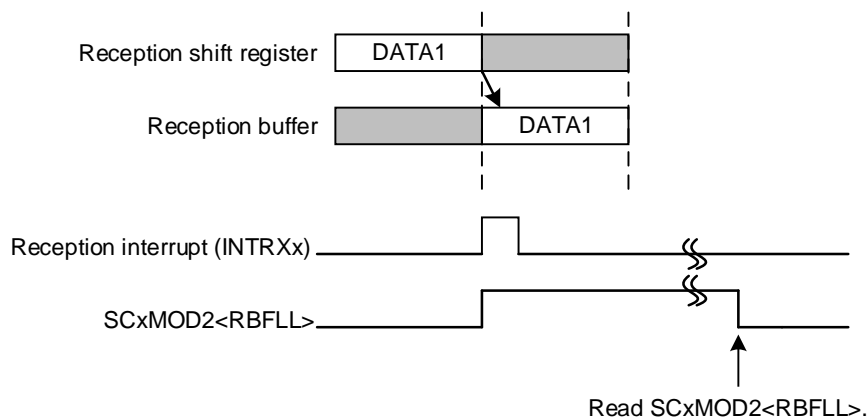 Reception shift register DATA1
Reception buffer DATA1
Reception interrupt (INTRXx)
SCxMOD2<RBFLL>
Read SCxMOD2<RBFLL>.